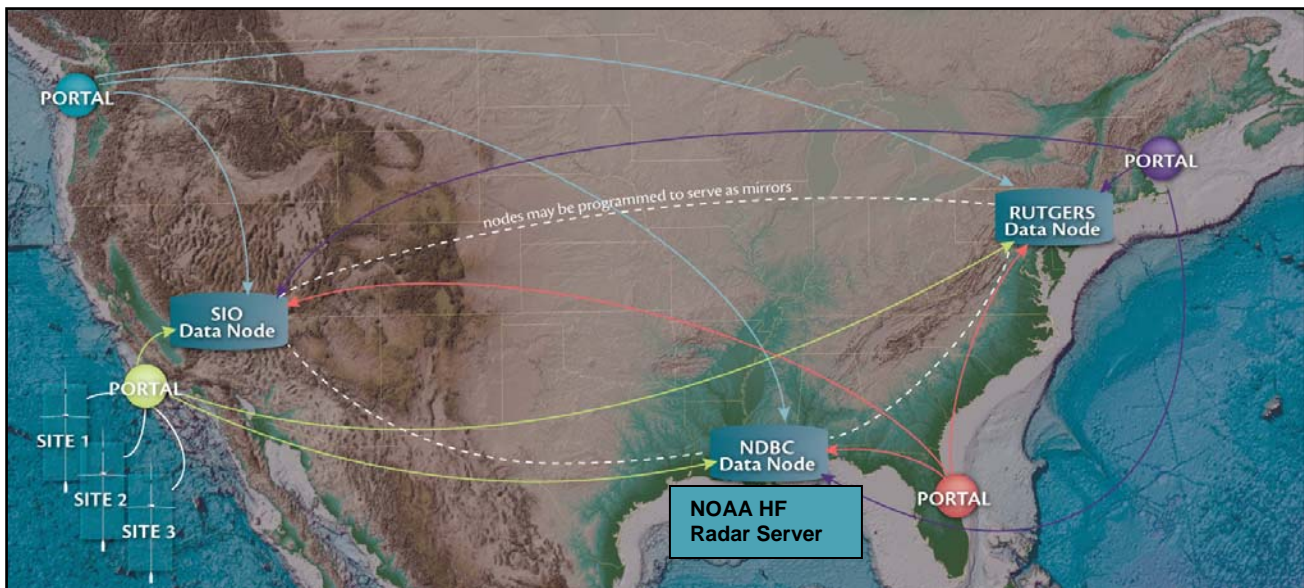 PORTAL
PORTAL
nodes may be programmed to serve as mirrors
RUTGERS
Data Node
SIO
Data Node
PORTAL
SITE 1
SITE 2
SITE 3
NDBC
Data Node
PORTAL
NOAA HF
Radar Server